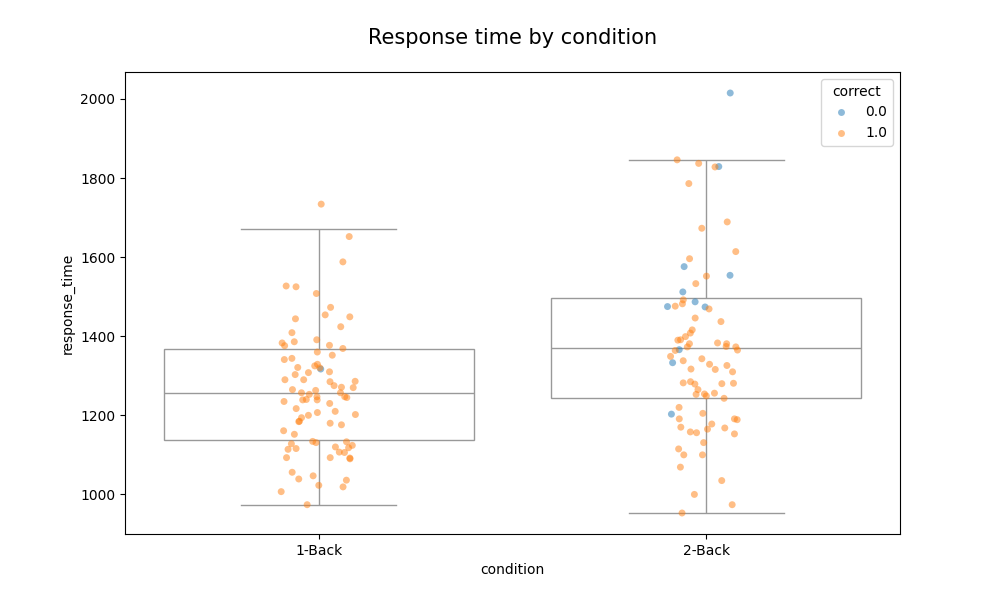 Response time by condition
correct
0.0
1.0
2000
1800
1600
1400
1200
1000
response_time
1-Back
2-Back
condition